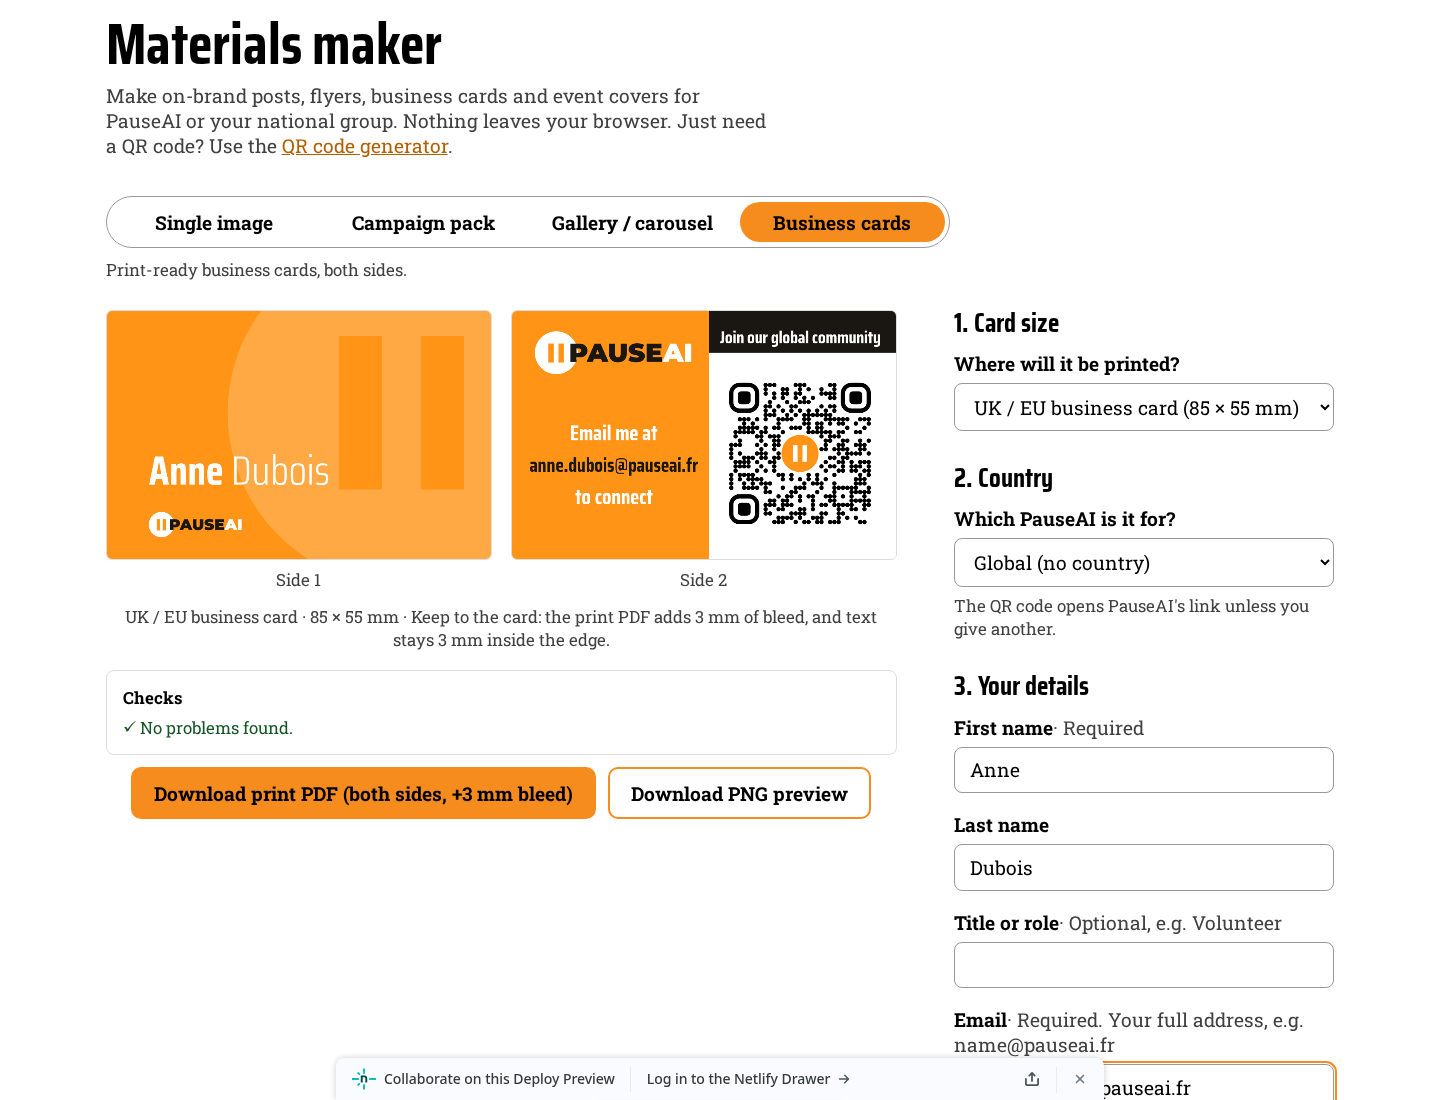 Materials maker
Make on-brand posts, flyers, business cards and event covers for
PauseAI or your national group. Nothing leaves your browser. Just need
a QR code? Use the QR code generator.
Single image
Campaign pack
Gallery / carousel
Business cards
Print-ready business cards, both sides.
Anne Dubois
PAUSEAI
Side 1
PAUSEAI
Email me at
anne.dubois@pauseai.fr
to connect
Join our global community
Side 2
UK / EU business card · 85 × 55 mm · Keep to the card: the print PDF adds 3 mm of bleed, and text
stays 3 mm inside the edge.
Checks
✓ No problems found.
Download print PDF (both sides, +3 mm bleed)
Download PNG preview
1. Card size
Where will it be printed?
UK / EU business card (85 × 55 mm)
2. Country
Which PauseAI is it for?
Global (no country)
The QR code opens PauseAI's link unless you
give another.
3. Your details
First name· Required
Anne
Last name
Dubois
Title or role· Optional, e.g. Volunteer
Email· Required. Your full address, e.g.
name@pauseai.fr
pauseai.fr
Collaborate on this Deploy Preview
Log in to the Netlify Drawer →